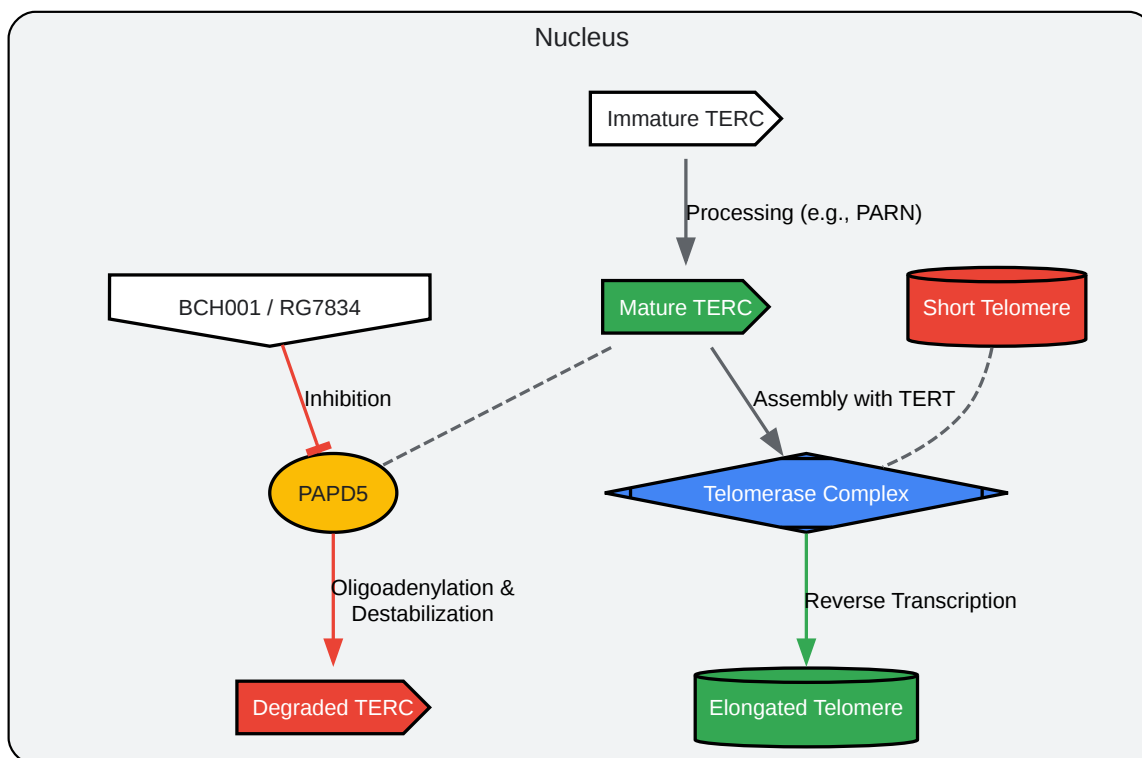 Nucleus
Immature TERC
Processing (e.g., PARN)
BCH001 / RG7834
Mature TERC
Short Telomere
Inhibition
Assembly with TERT
PAPD5
Telomerase Complex
Oligoadenylation &
Destabilization
Reverse Transcription
Degraded TERC
Elongated Telomere